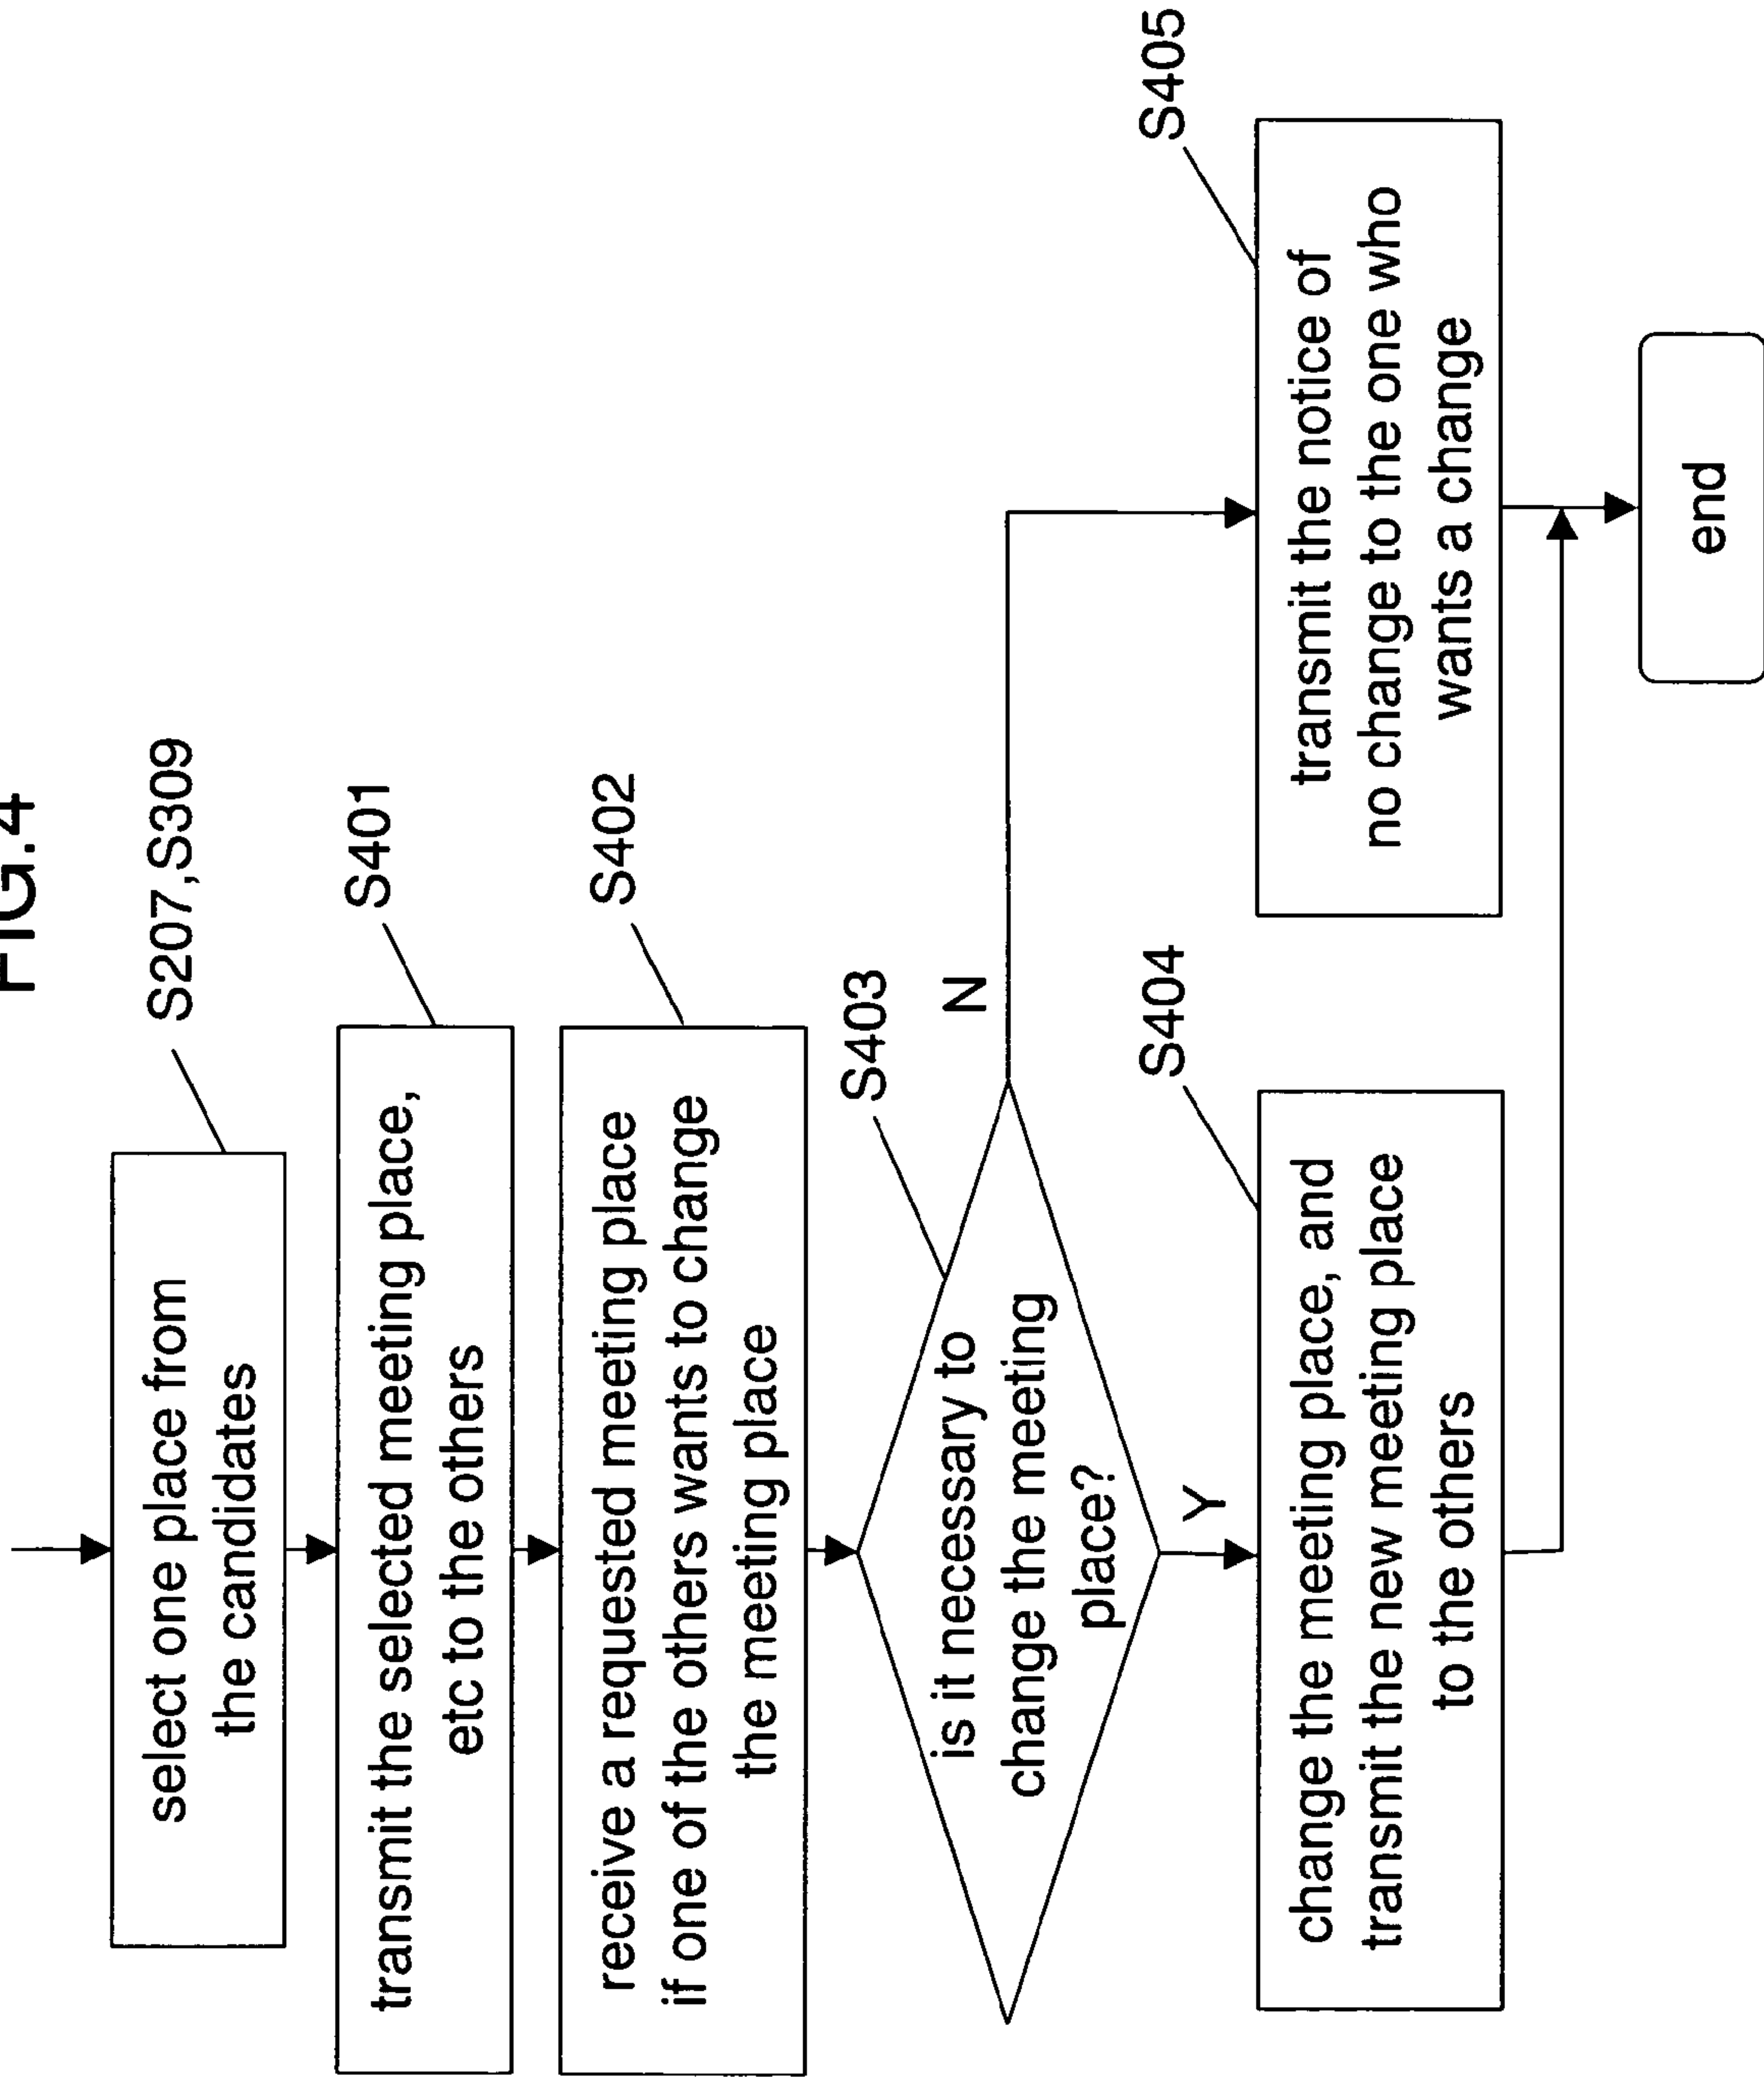 FIG.4
S207,S309
select one place from
the candidates
S401
transmit the selected meeting place,
etc to the others
S402
receive a requested meeting place
if one of the others wants to change
the meeting place
S403
is it necessary to
change the meeting
place?
N
Y
S404
change the meeting place, and
transmit the new meeting place
to the others
S405
transmit the notice of
no change to the one who
wants a change
end